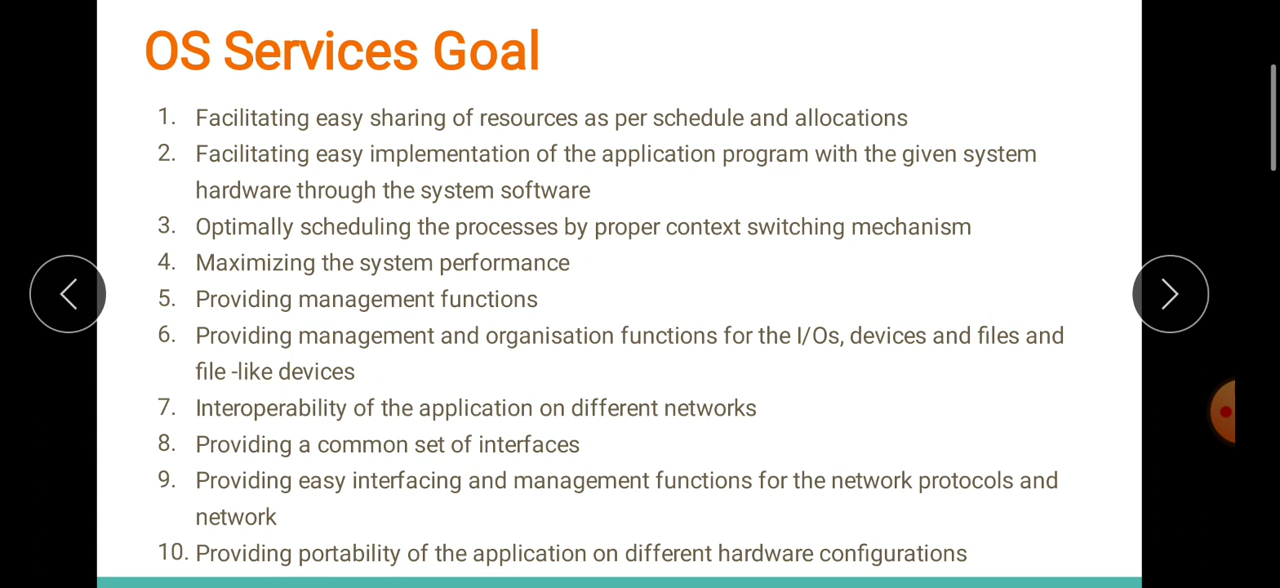 OS Services Goal
1. Facilitating easy sharing of resources as per schedule and allocations
2. Facilitating easy implementation of the application program with the given system
hardware through the system software
3. Optimally scheduling the processes by proper context switching mechanism
4. Maximizing the system performance
5. Providing management functions
6. Providing management and organisation functions for the I/Os, devices and files and
file -like devices
7. Interoperability of the application on different networks
8. Providing a common set of interfaces
9. Providing easy interfacing and management functions for the network protocols and
network
10. Providing portability of the application on different hardware configurations